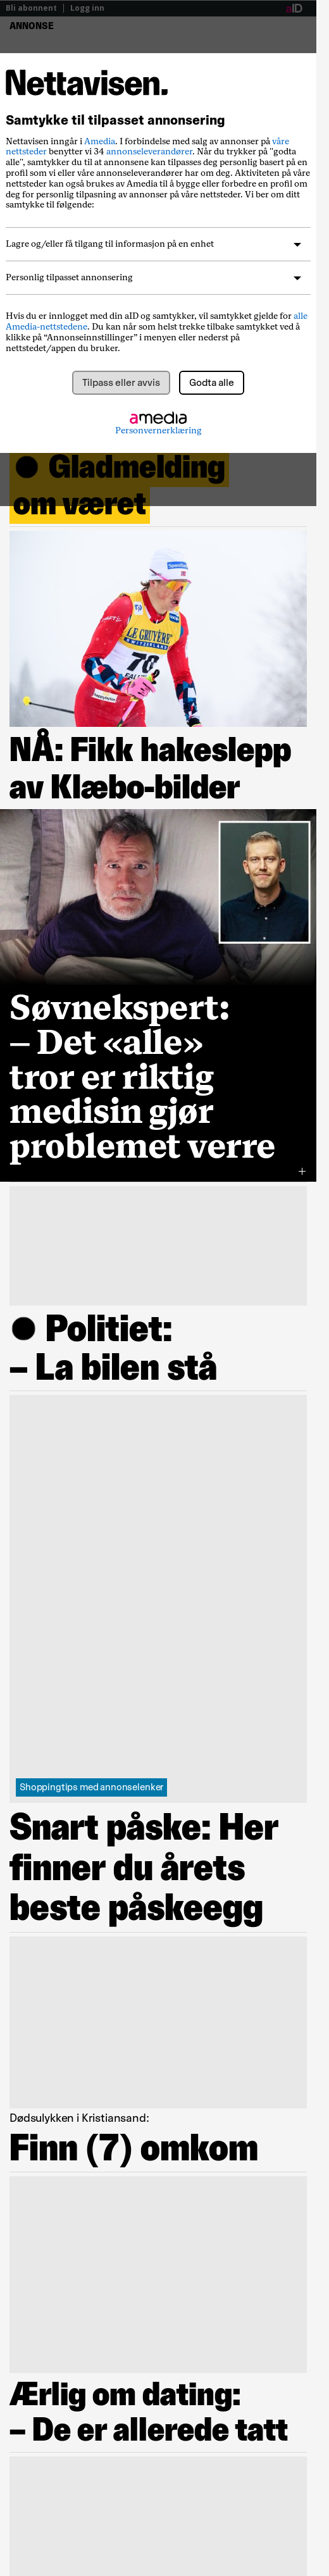 Bli abonnent | Logg inn
aID
ANNONSE
Nettavisen.
Samtykke til tilpasset annonsering
Nettavisen inngår i Amedia. I forbindelse med salg av annonser på våre
nettsteder benytter vi 34 annonseleverandører. Når du trykker på "godta
alle", samtykker du til at annonsene kan tilpasses deg personlig basert på en
profil som vi eller våre annonseleverandører har om deg. Aktiviteten på våre
nettsteder kan også brukes av Amedia til å bygge eller forbedre en profil om
deg for personlig tilpasning av annonser på våre nettsteder. Vi ber om ditt
samtykke til følgende:
Lagre og/eller få tilgang til informasjon på en enhet
Personlig tilpasset annonsering
Hvis du er innlogget med din aID og samtykker, vil samtykket gjelde for alle
Amedia-nettstedene. Du kan når som helst trekke tilbake samtykket ved å
klikke på “Annonseinnstillinger” i menyen eller nederst på
nettstedet/appen du bruker.
Tilpass eller avvis
Godta alle
amedia
Personvernerklæring
Gladmelding
om været
Sponsokids
LE GRUYÈRE
70
FALUN
NÅ: Fikk hakeslepp
av Klæbo-bilder
Søvnekspert:
– Det «alle»
tror er riktig
medisin gjør
problemet verre
Politiet:
– La bilen stå
Shoppingtips med annonselenker
Snart påske: Her
finner du årets
beste påskeegg
Dødsulykken i Kristiansand:
Finn (7) omkom
Ærlig om dating:
– De er allerede tatt